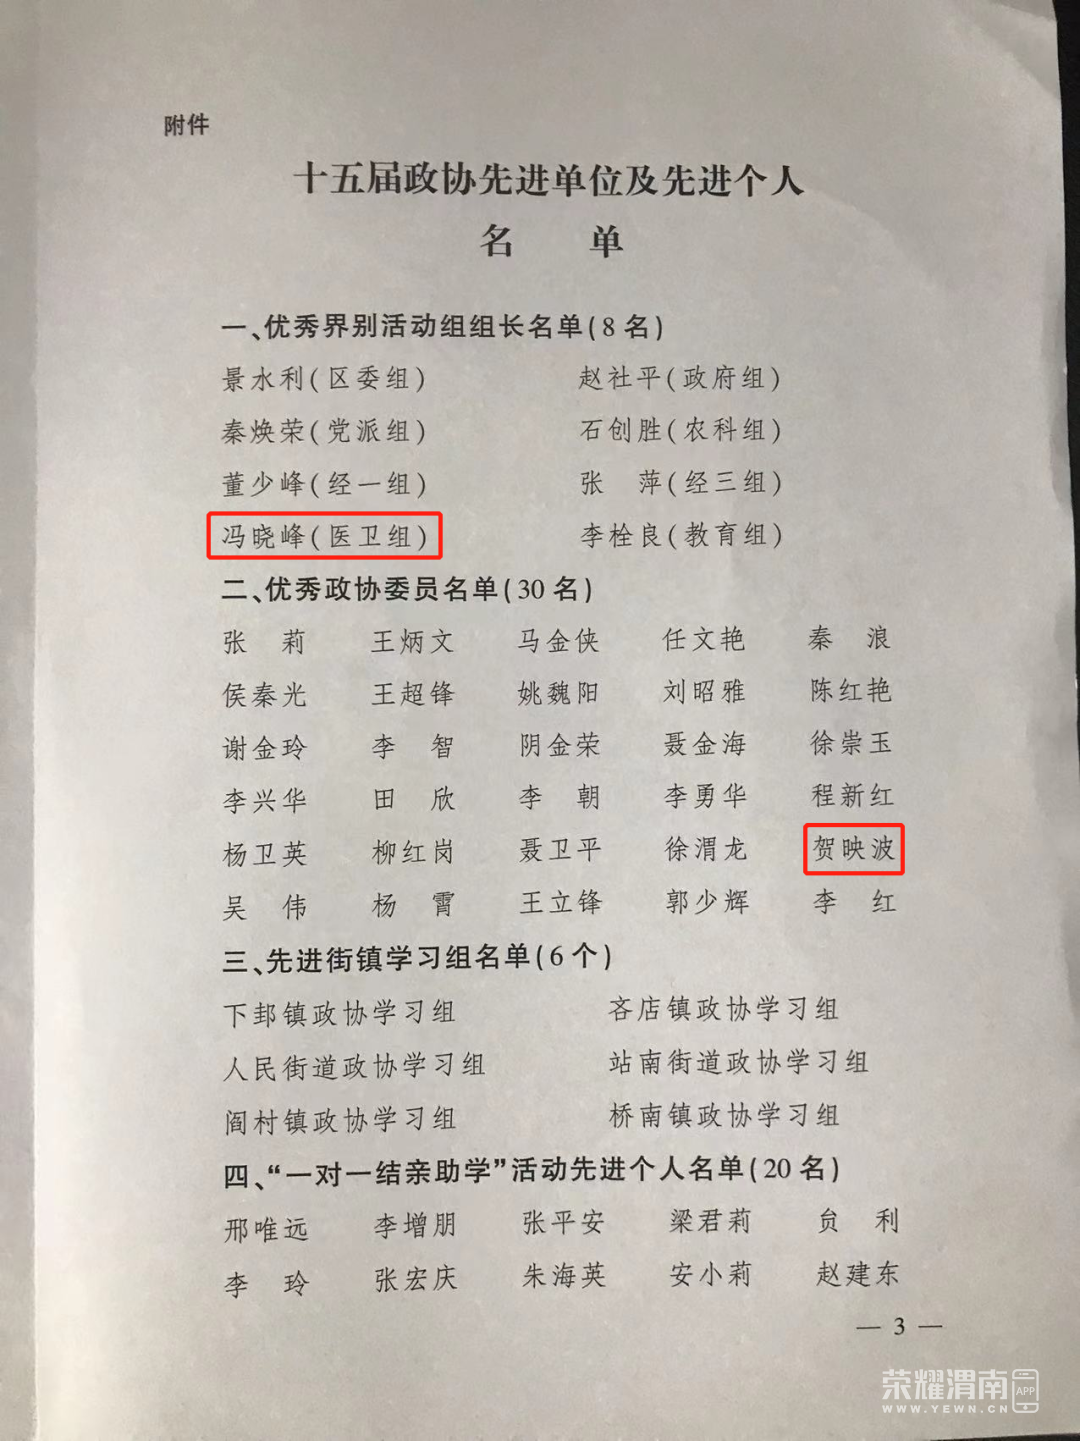 附件
十五届政协先进单位及先进个人
名 单
一、优秀界别活动组组长名单(8名)
景水利(区委组) 赵社平(政府组)
秦焕荣(党派组) 石创胜(农科组)
董少峰(经一组) 张 萍(经三组)
冯晓峰(医卫组) 李栓良(教育组)
二、优秀政协委员名单(30名)
张 莉 王炳文 马金侠 任文艳 秦 浪
侯秦光 王超锋 姚魏阳 刘昭雅 陈红艳
谢金玲 李 智 阴金荣 聂金海 徐崇玉
李兴华 田 欣 李 朝 李勇华 程新红
杨卫英 柳红岗 聂卫平 徐渭龙 贺映波
吴 伟 杨 霄 王立锋 郭少辉 李 红
三、先进街镇学习组名单(6个)
下邽镇政协学习组 吝店镇政协学习组
人民街道政协学习组 站南街道政协学习组
阎村镇政协学习组 桥南镇政协学习组
四、“一对一结亲助学”活动先进个人名单(20名)
邢唯远 李增朋 张平安 梁君莉 贠 利
李 玲 张宏庆 朱海英 安小莉 赵建东
— 3 —
荣耀渭南 APP
WWW.YEWN.CN